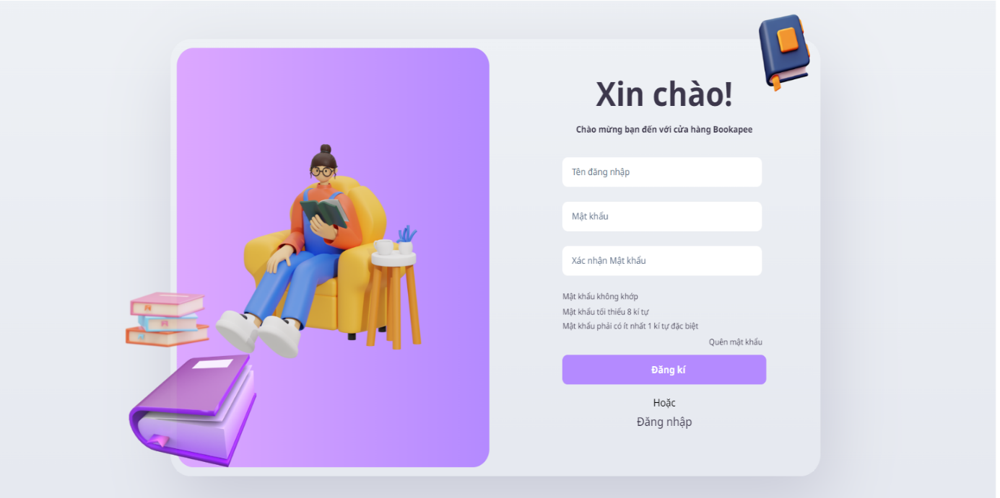 Xin chào!
Chào mừng bạn đến với cửa hàng Bookapee
Tên đăng nhập
Mật khẩu
Xác nhận Mật khẩu
Mật khẩu không khớp
Mật khẩu tối thiểu 8 kí tự
Mật khẩu phải có ít nhất 1 kí tự đặc biệt
Quên mật khẩu
Đăng kí
Hoặc
Đăng nhập